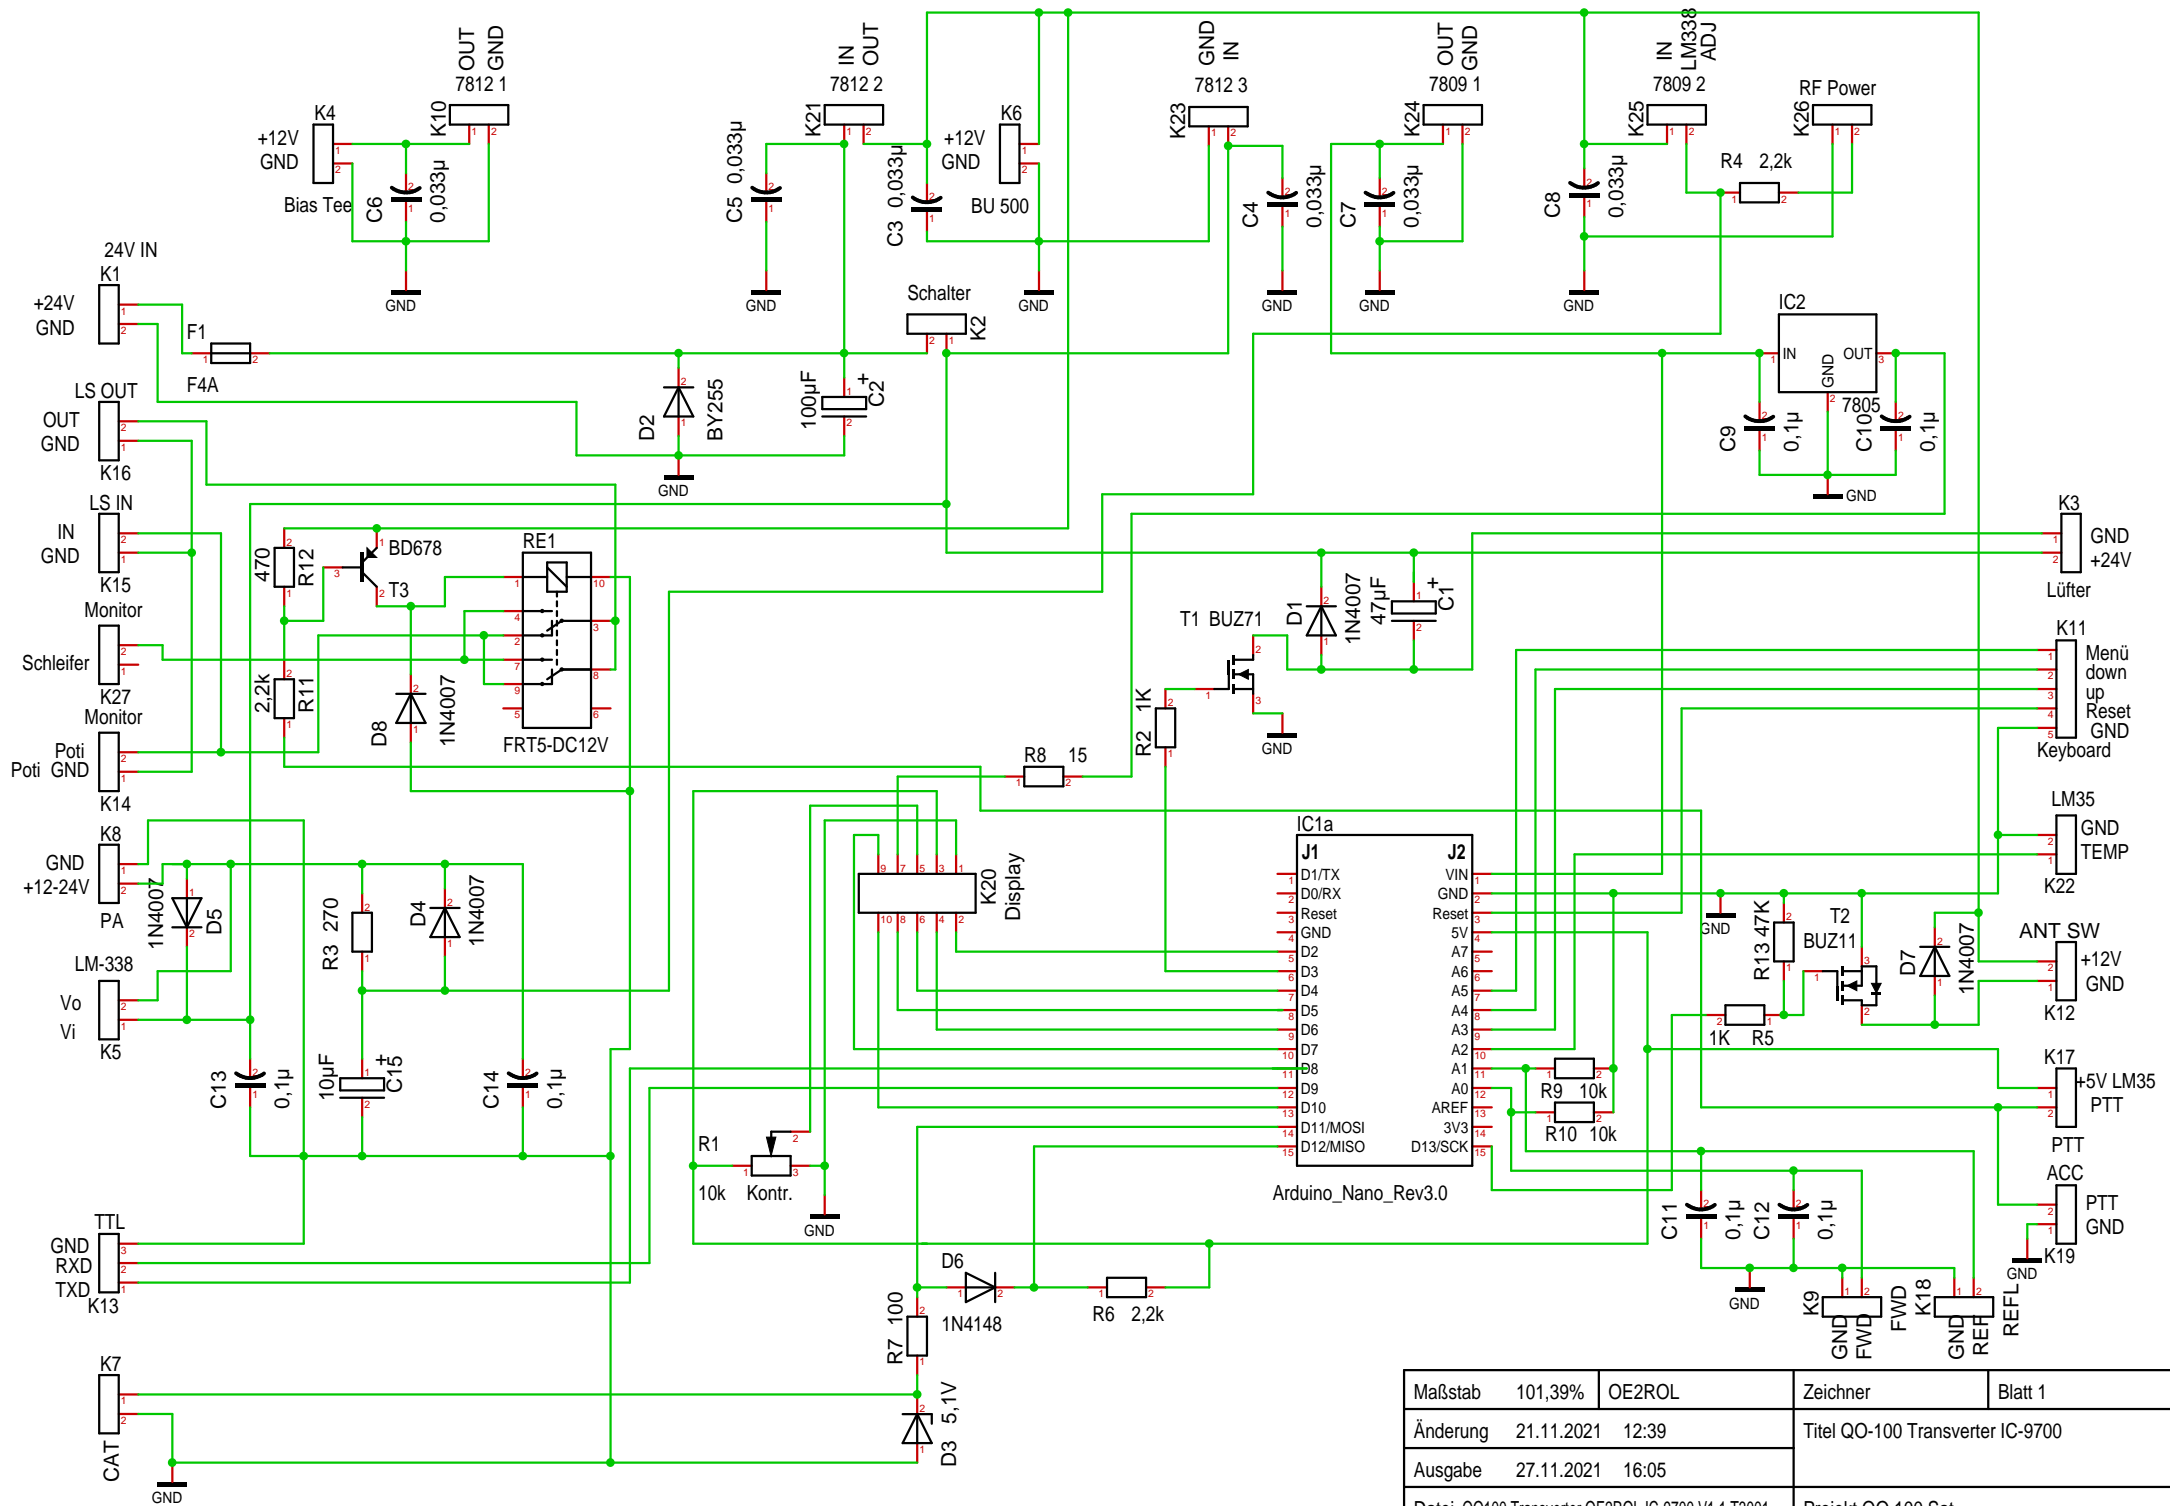 OUT
GND
7812 1
K10
K4
+12V
GND
Bias Tee
C6
0,033µ
GND
IN
OUT
7812 2
K21
C5 0,033µ
GND
C3 0,033µ
K6
+12V
GND
BU 500
GND
GND
IN
7812 3
K23
C4
0,033µ
GND
OUT
GND
7809 1
K24
C7
0,033µ
GND
IN
LM338
ADJ
7809 2
K25
C8
0,033µ
GND
RF Power
K26
R4 2,2k
24V IN
K1
+24V
GND
F1
F4A
Schalter
K2
D2
BY255
100µF
C2
GND
IC2
IN
OUT
GND
7805
C9
0,1µ
C10
0,1µ
GND
LS OUT
OUT
GND
K16
LS IN
IN
GND
K15
Monitor
Schleifer
K27
Monitor
Poti
Poti GND
K14
470
R12
BD678
T3
2,2k
R11
D8
1N4007
RE1
FRT5-DC12V
T1 BUZ71
D1
1N4007
47µF
C1
R2 1K
GND
R8 15
K3
GND
+24V
Lüfter
K11
Menü
down
up
Reset
GND
Keyboard
LM35
GND
TEMP
K22
K8
GND
+12-24V
PA
1N4007
D5
R3 270
D4
1N4007
LM-338
Vo
Vi
K5
C13
0,1µ
10µF
C15
C14
0,1µ
K20
Display
IC1a
J1
J2
D1/TX
D0/RX
Reset
GND
D2
D3
D4
D5
D6
D7
D8
D9
D10
D11/MOSI
D12/MISO
VIN
GND
Reset
5V
A7
A6
A5
A4
A3
A2
A1
A0
AREF
3V3
D13/SCK
Arduino_Nano_Rev3.0
GND
R13 47K
T2
BUZ11
D7
1N4007
1K R5
R9 10k
R10 10k
ANT SW
+12V
GND
K12
K17
+5V LM35
PTT
PTT
ACC
PTT
GND
K19
GND
R1
10k Kontr.
GND
TTL
GND
RXD
TXD
K13
D6
1N4148
R6 2,2k
R7 100
D3 5,1V
K7
CAT
GND
C11
0,1µ
C12
0,1µ
GND
K9
GND
FWD
FWD
K18
GND
REF
REFL
Maßstab 101,39% OE2ROL Zeichner Blatt 1
Änderung 21.11.2021 12:39 Titel QO-100 Transverter IC-9700
Ausgabe 27.11.2021 16:05